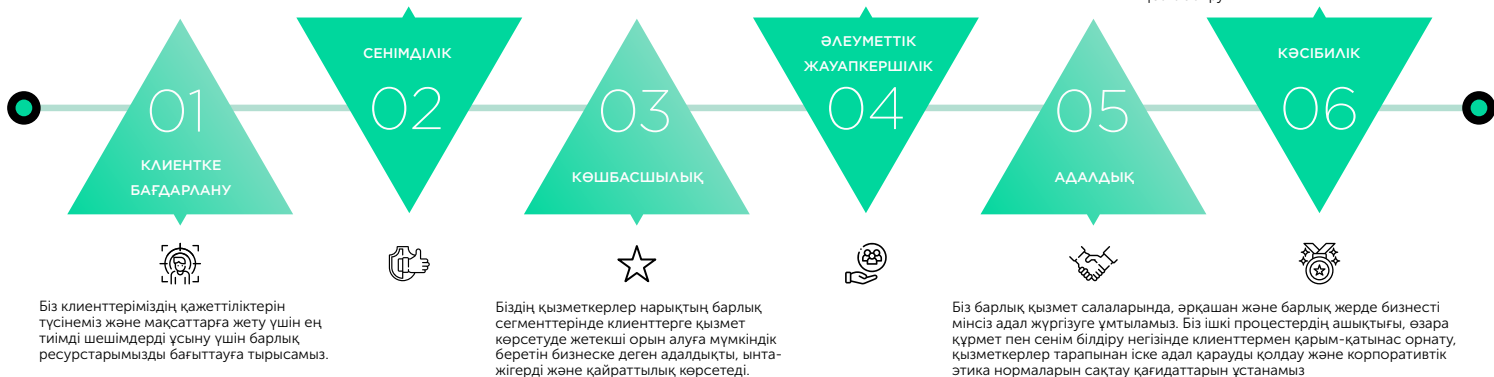 01
КЛИЕНТКЕ
БАҒДАРЛАНУ
СЕНІМДІЛІК
02
03
КӨШБАСШЫЛЫҚ
ӘЛЕУМЕТТІК
ЖАУАПКЕРШІЛІК
04
05
АДАЛДЫҚ
КӘСІБИЛІК
06
Біз клиенттеріміздің қажеттіліктерін
түсінеміз және мақсаттарға жету үшін ең
тиімді шешімдерді ұсыну үшін барлық
ресурстарымызды бағыттауға тырысамыз.
Біздің қызметкерлер нарықтың барлық
сегменттерінде клиенттерге қызмет
көрсетуде жетекші орын алуға мүмкіндік
беретін бизнеске деген адалдықты, ынта-
жігерді және қайраттылық көрсетеді.
Біз барлық қызмет салаларында, әрқашан және барлық жерде бизнесті
мінсіз адал жүргізуге ұмтыламыз. Біз ішкі процестердің ашықтығы, өзара
құрмет пен сенім білдіру негізінде клиенттермен қарым-қатынас орнату,
қызметкерлер тарапынан іске адал қарауды қолдау және корпоративтік
этика нормаларын сақтау қағидаттарын ұстанамыз